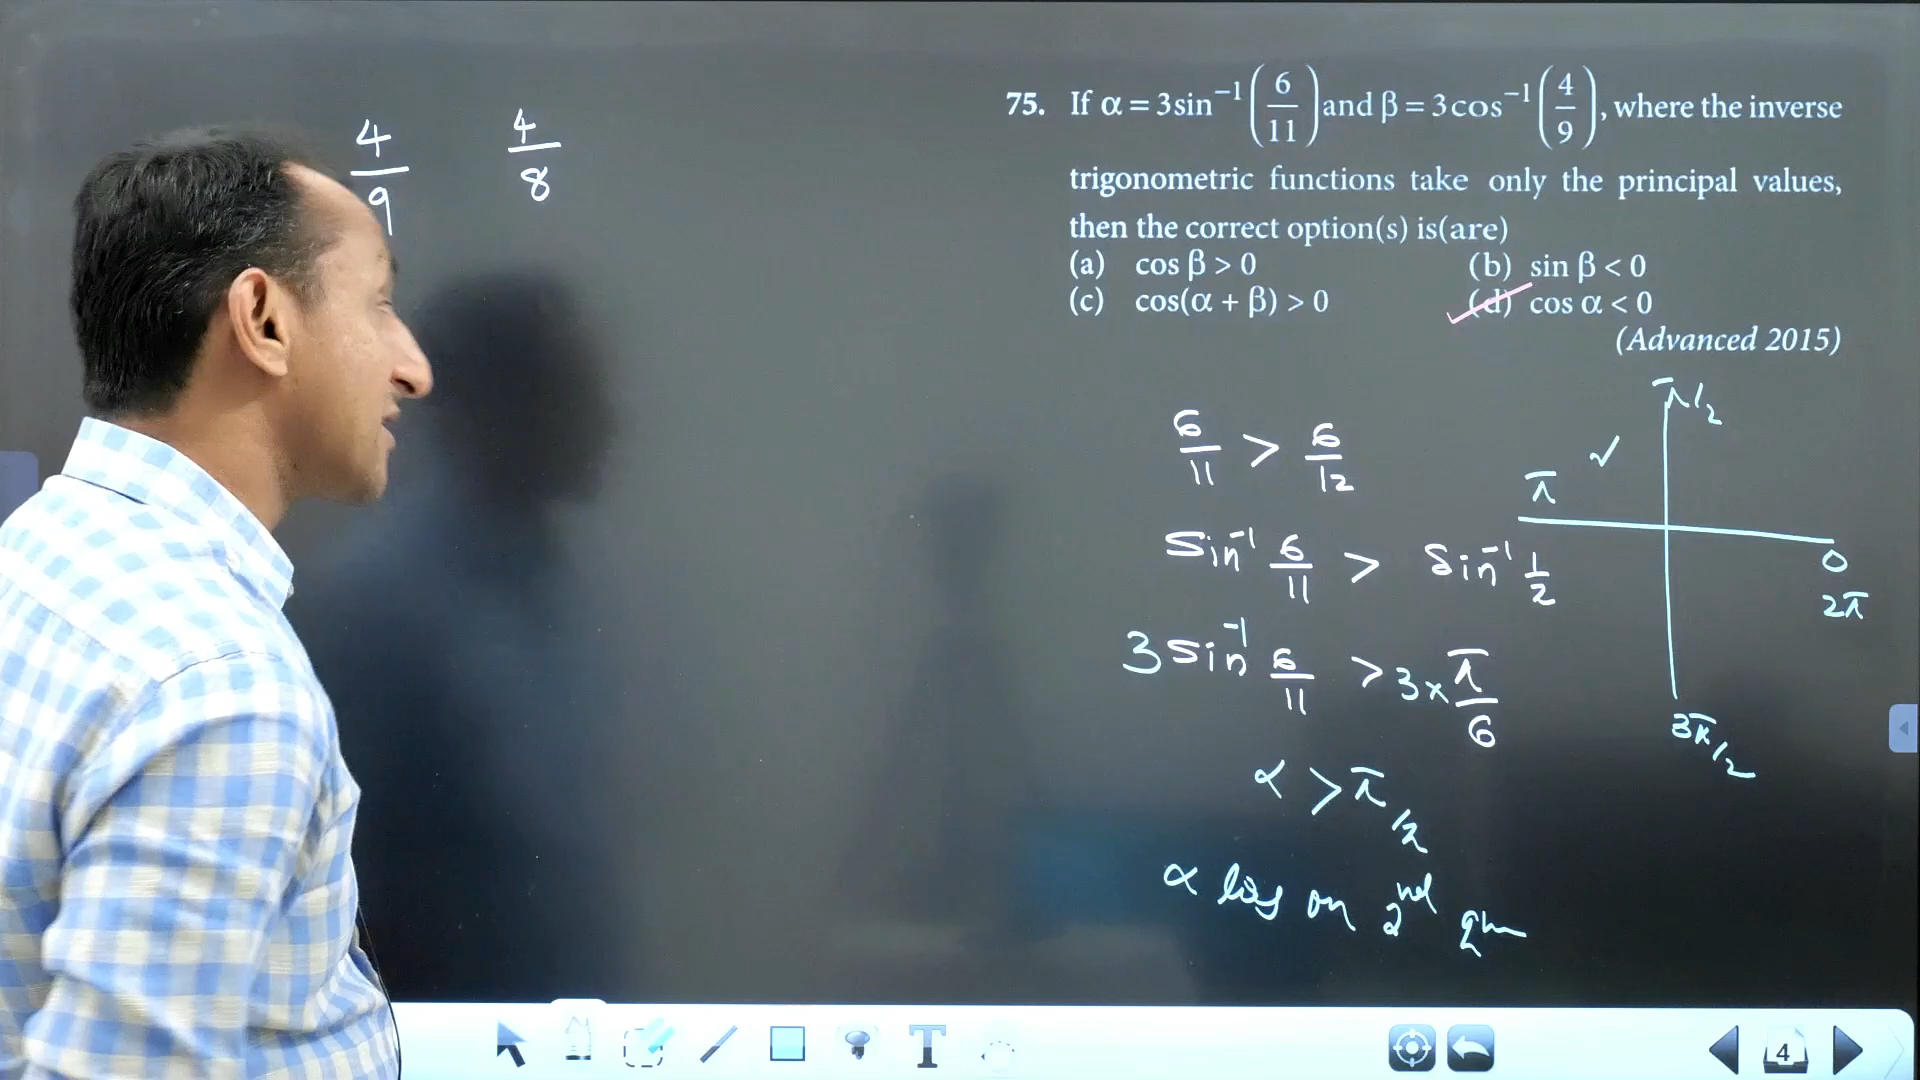 75. If α = 3sin⁻¹(6/11) and β = 3cos⁻¹(4/9), where the inverse
trigonometric functions take only the principal values,
then the correct option(s) is(are)
(a) cos β > 0 (b) sin β < 0
(c) cos(α + β) > 0 (d) cos α < 0
(Advanced 2015)
4/9 4/8
6/11 > 6/12
sin⁻¹ 6/11 > sin⁻¹ 1/2
3 sin⁻¹ 6/11 > 3 × π/6
α > π/2
α lies on 2nd
π/2
π
0
2π
3π/2
T
4